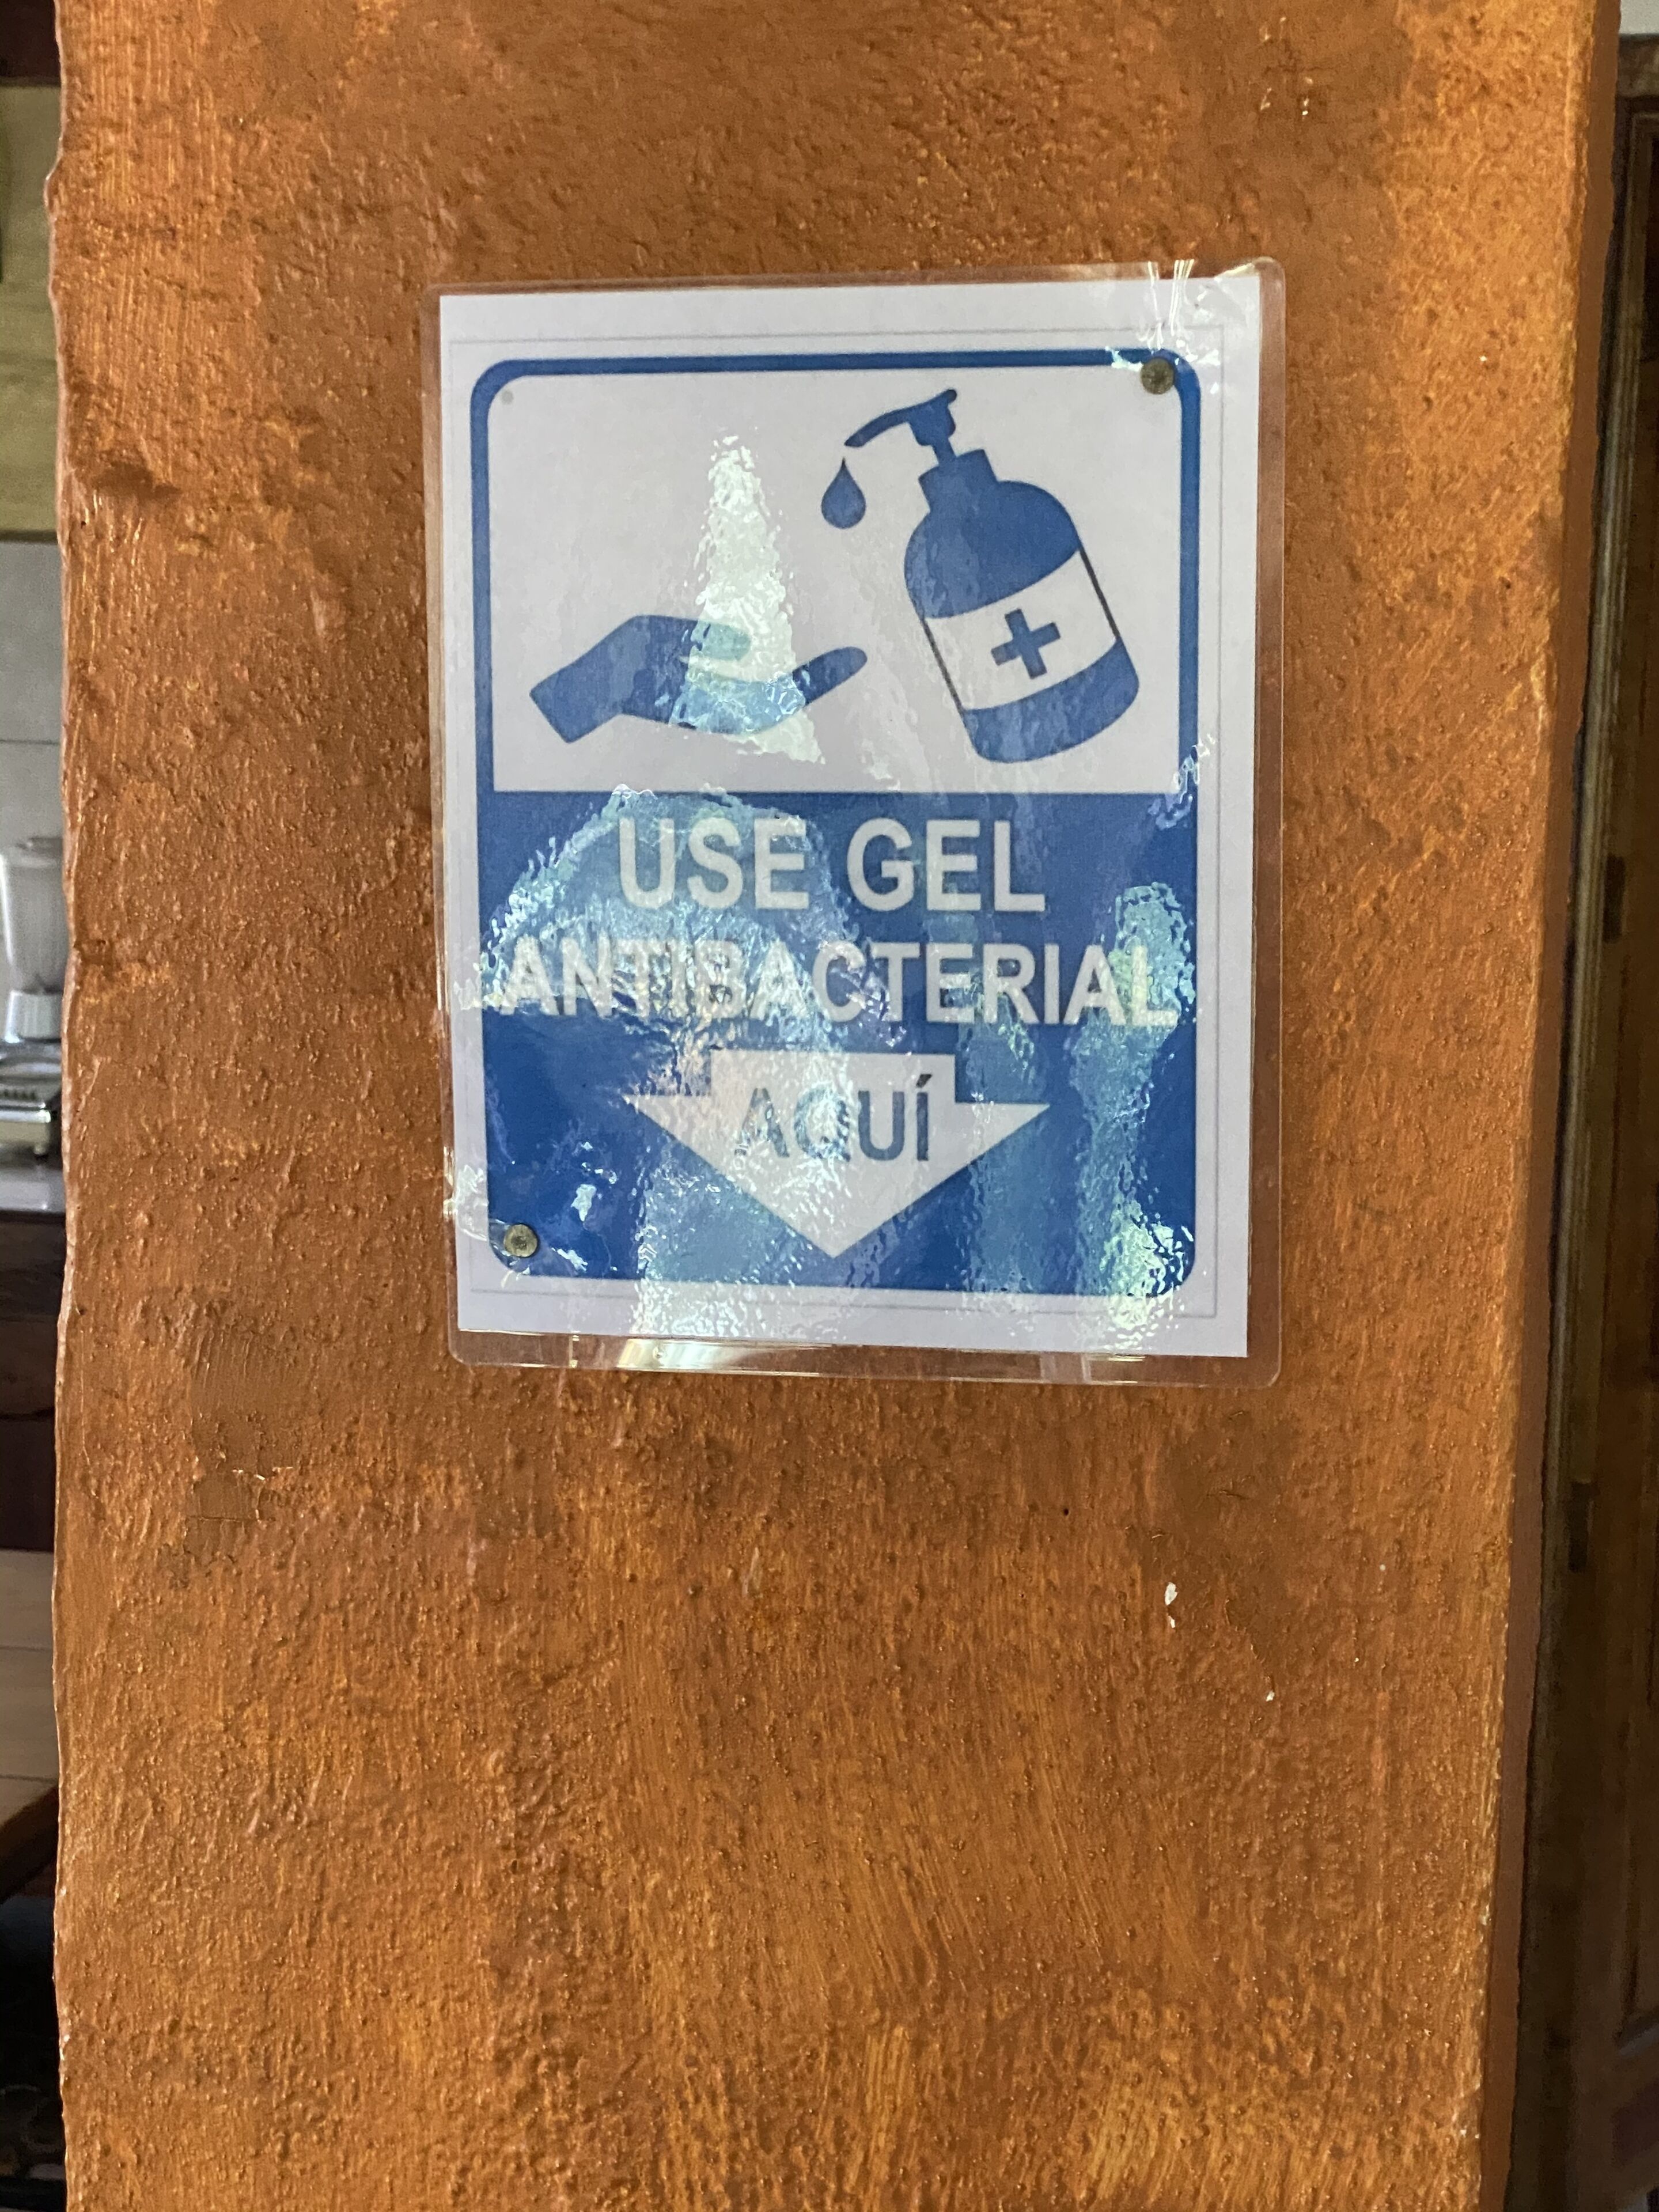 USE GEL
ANTIBACTERIAL
AQUÍ